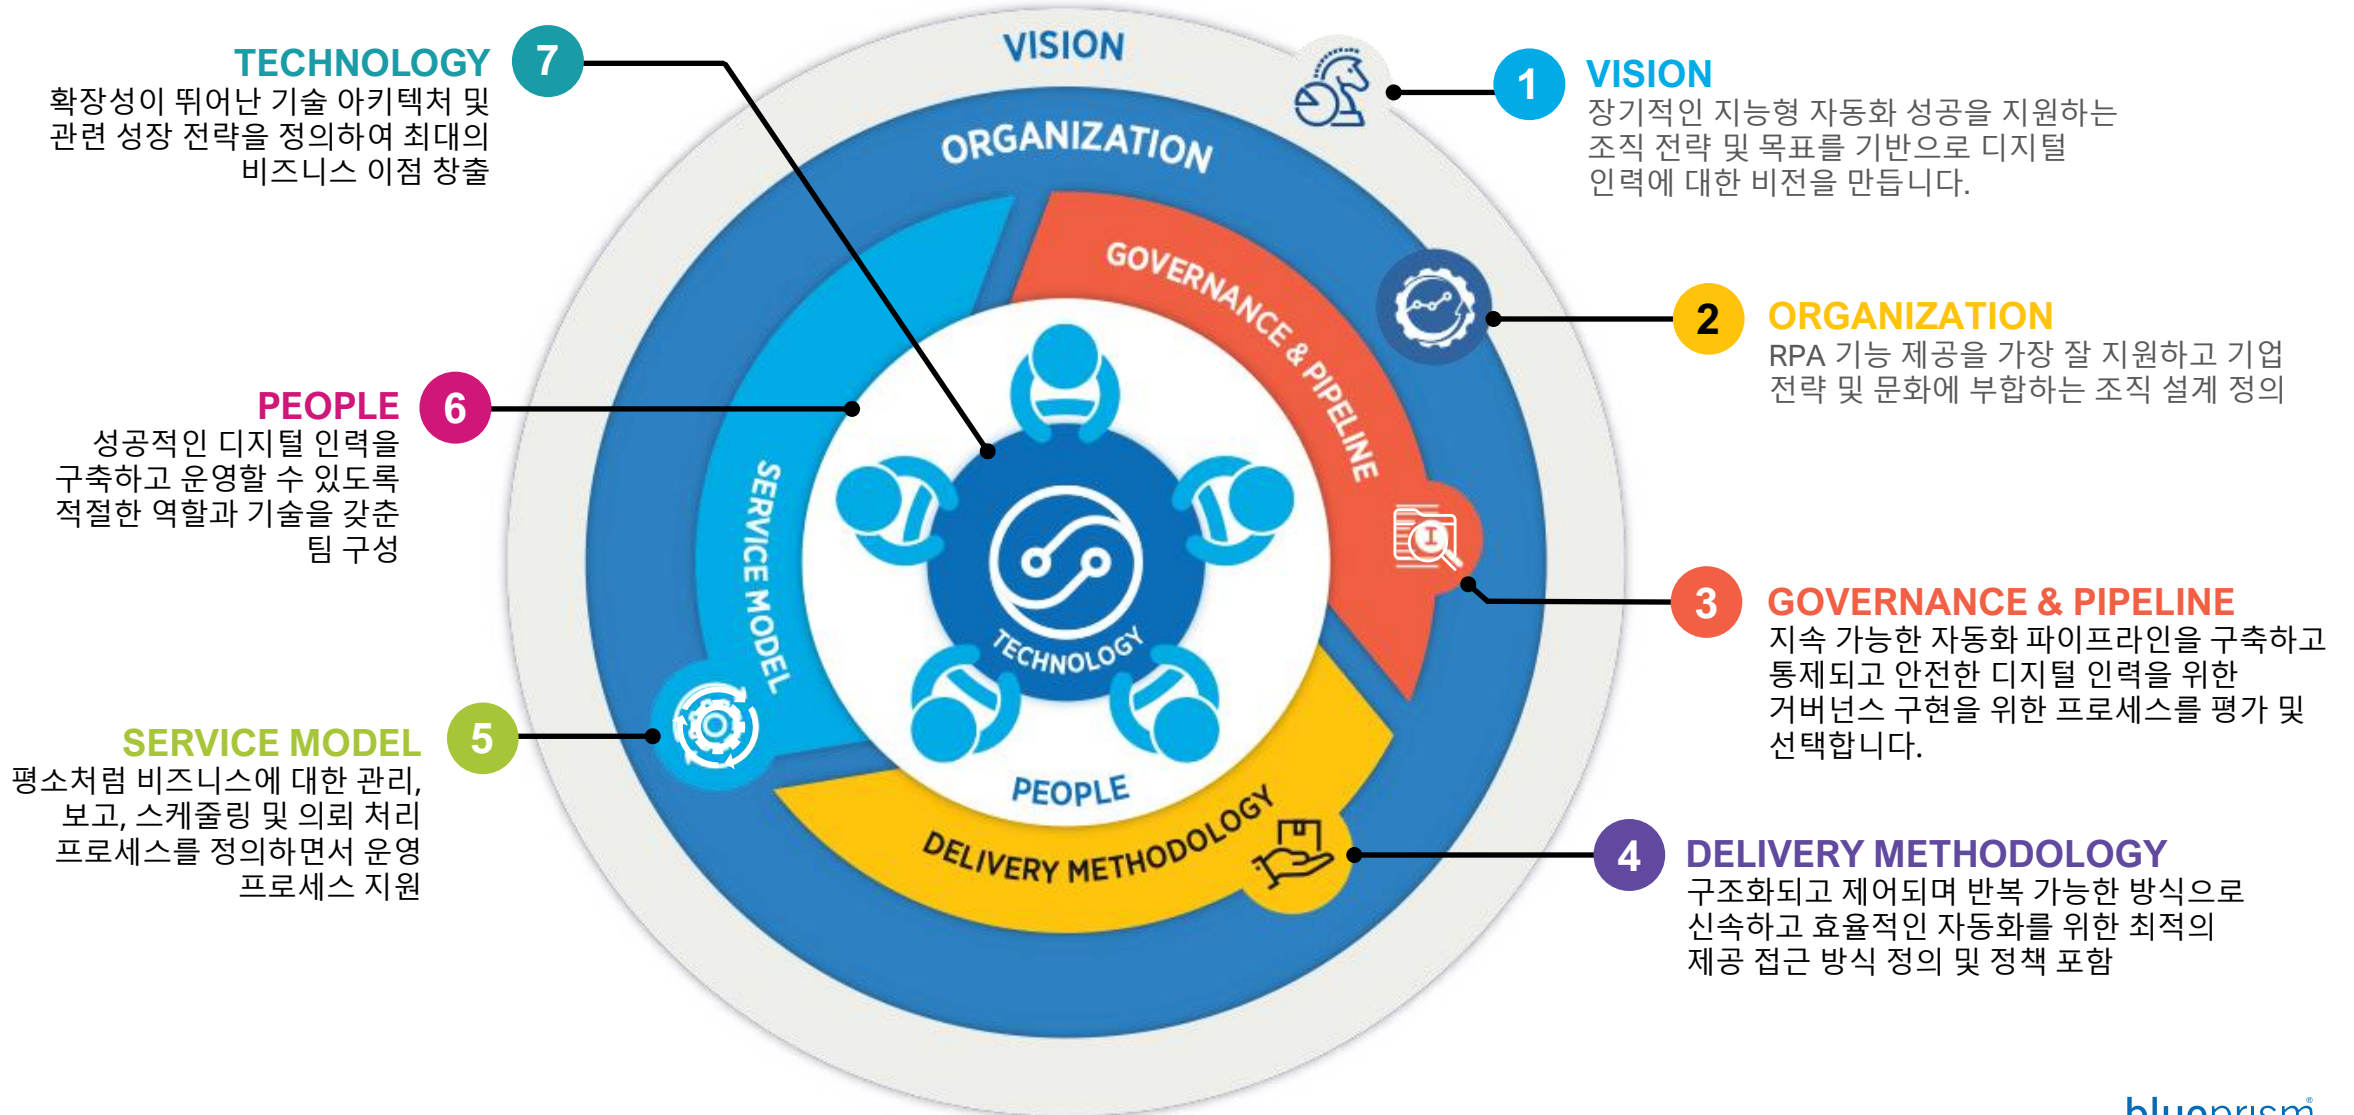 VISION
ORGANIZATION
GOVERNANCE & PIPELINE
SERVICE MODEL
DELIVERY METHODOLOGY
PEOPLE
TECHNOLOGY
1
VISION
장기적인 지능형 자동화 성공을 지원하는
조직 전략 및 목표를 기반으로 디지털
인력에 대한 비전을 만듭니다.
2
ORGANIZATION
RPA 기능 제공을 가장 잘 지원하고 기업
전략 및 문화에 부합하는 조직 설계 정의
3
GOVERNANCE & PIPELINE
지속 가능한 자동화 파이프라인을 구축하고
통제되고 안전한 디지털 인력을 위한
거버넌스 구현을 위한 프로세스를 평가 및
선택합니다.
4
DELIVERY METHODOLOGY
구조화되고 제어되며 반복 가능한 방식으로
신속하고 효율적인 자동화를 위한 최적의
제공 접근 방식 정의 및 정책 포함
5
SERVICE MODEL
평소처럼 비즈니스에 대한 관리,
보고, 스케줄링 및 의뢰 처리
프로세스를 정의하면서 운영
프로세스 지원
6
PEOPLE
성공적인 디지털 인력을
구축하고 운영할 수 있도록
적절한 역할과 기술을 갖춘
팀 구성
7
TECHNOLOGY
확장성이 뛰어난 기술 아키텍처 및
관련 성장 전략을 정의하여 최대의
비즈니스 이점 창출
blueprism